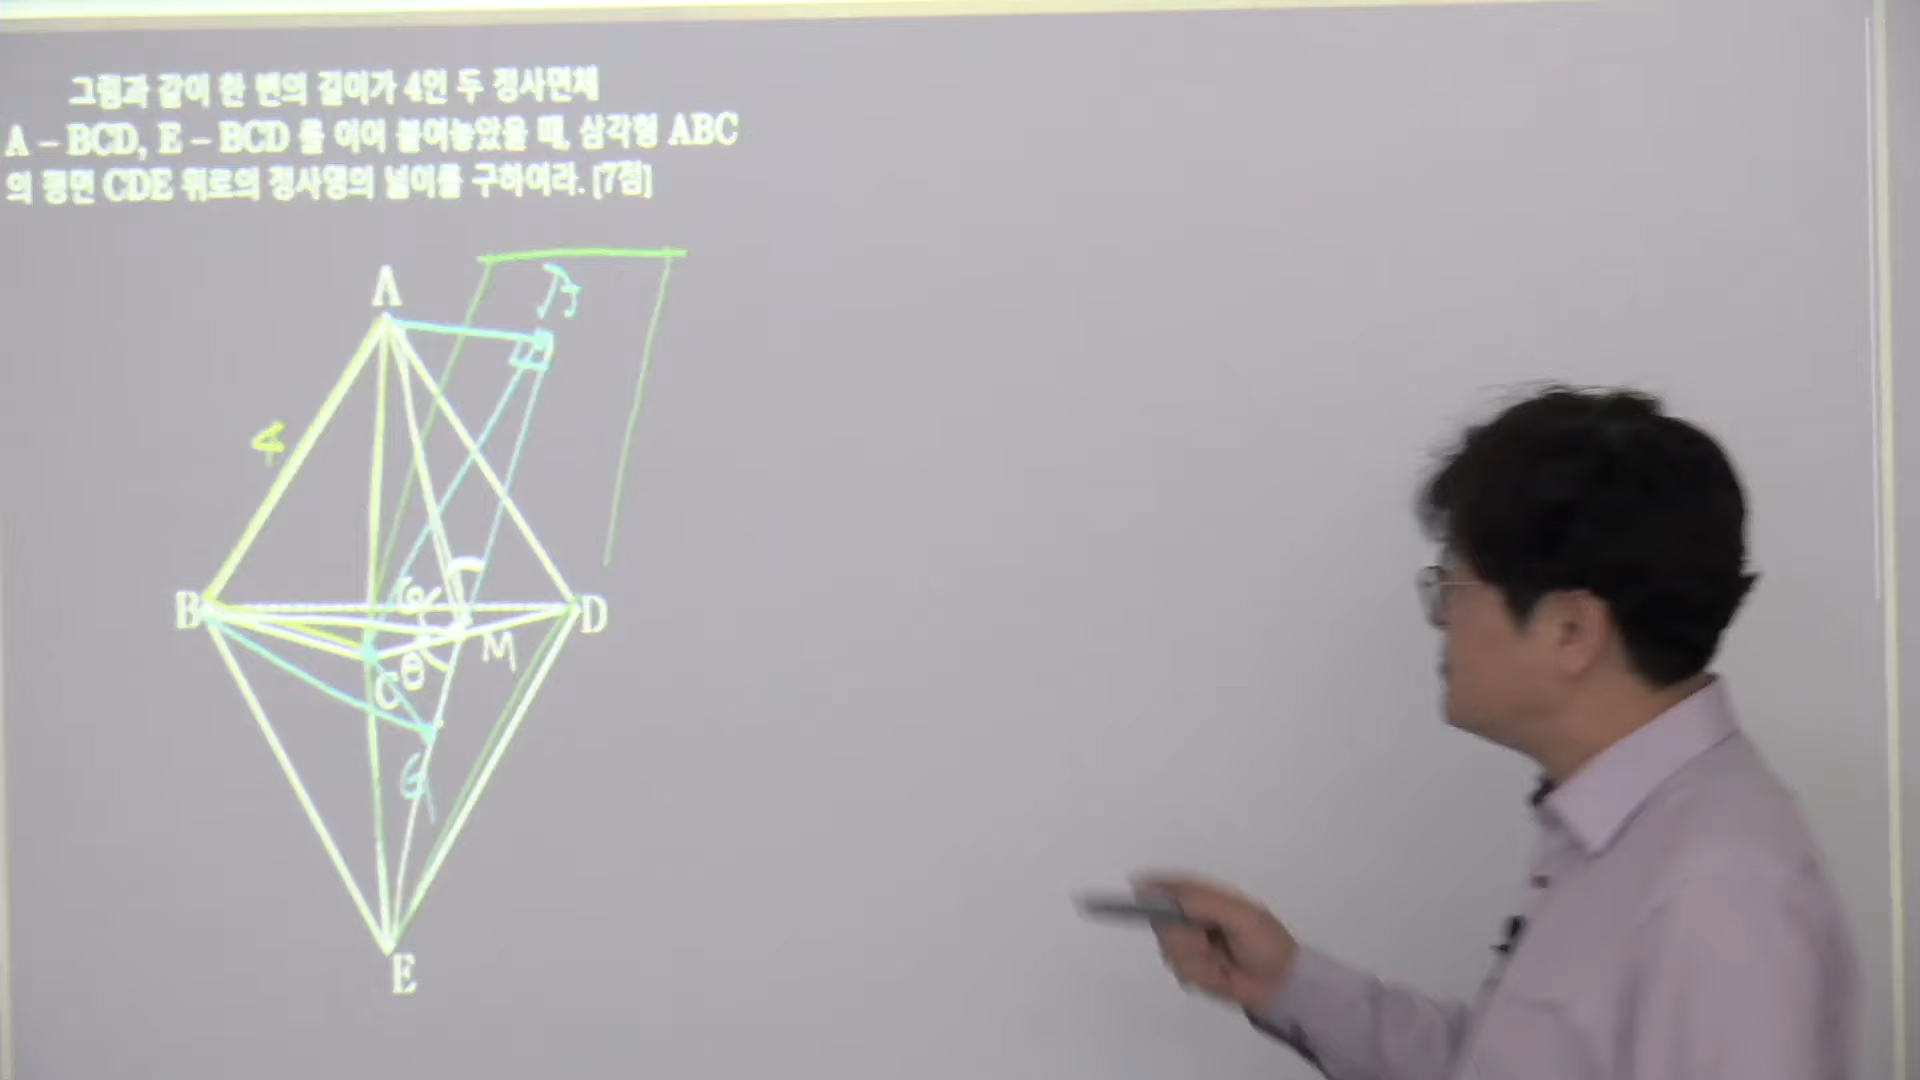 그림과 같이 한 변의 길이가 4인 두 정사면체
A – BCD, E – BCD 를 이어 붙여놓았을 때, 삼각형 ABC
의 평면 CDE 위로의 정사영의 넓이를 구하여라. [7점]
A
F
4
B
θ
D
M
θ
C
G
E